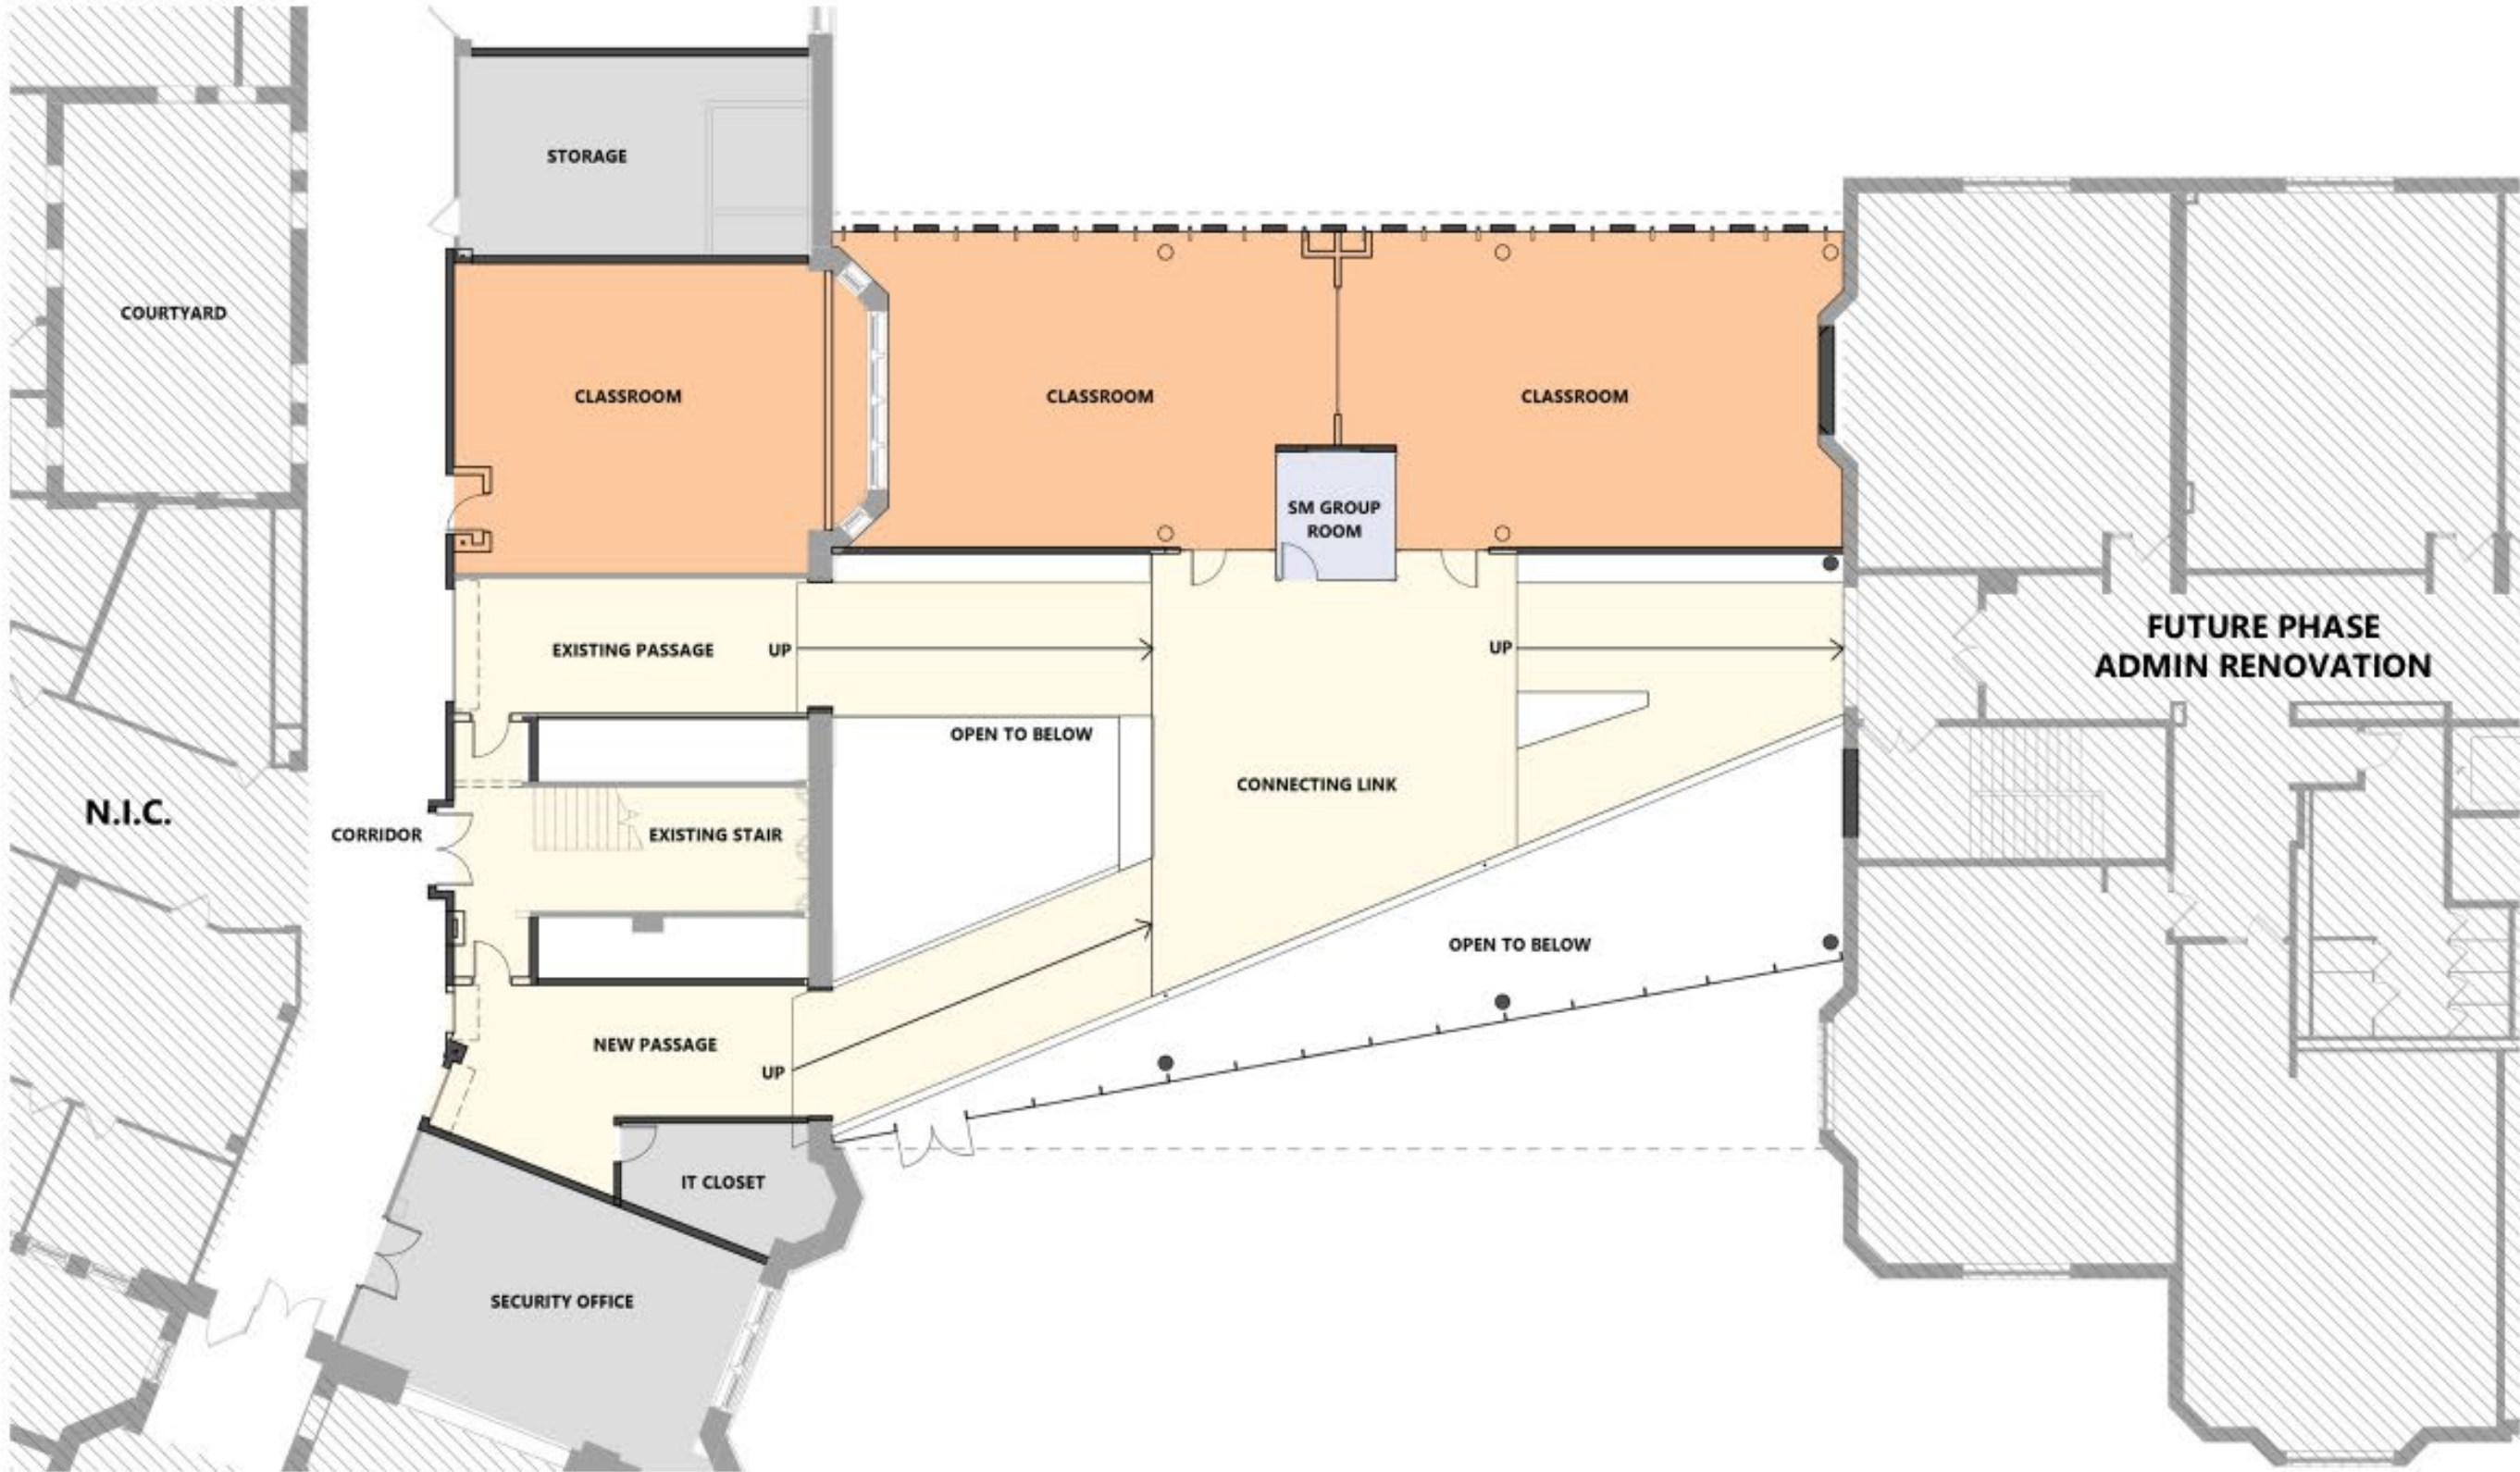 STORAGE
COURTYARD
CLASSROOM
CLASSROOM
CLASSROOM
SM GROUP
ROOM
EXISTING PASSAGE
UP
UP
FUTURE PHASE
ADMIN RENOVATION
OPEN TO BELOW
CONNECTING LINK
N.I.C.
CORRIDOR
EXISTING STAIR
OPEN TO BELOW
NEW PASSAGE
UP
IT CLOSET
SECURITY OFFICE